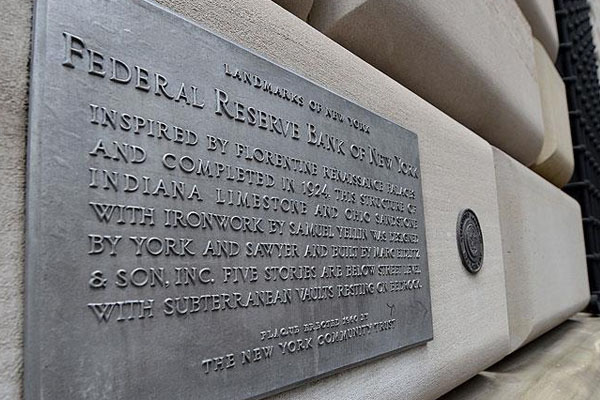 LANDMARKS OF NEW YORK
FEDERAL RESERVE BANK OF NEW YORK
INSPIRED BY FLORENTINE RENAISSANCE PALACES
AND COMPLETED IN 1924, THIS STRUCTURE OF
INDIANA LIMESTONE AND OHIO SANDSTONE
WITH IRONWORK BY SAMUEL YELLIN WAS DESIGNED
BY YORK AND SAWYER AND BUILT BY MARC EIDLITZ
& SON, INC. FIVE STORIES ARE BELOW STREET LEVEL
WITH SUBTERRANEAN VAULTS RESTING ON BEDROCK.
PLAQUE ERECTED BY
THE NEW YORK COMMUNITY TRUST